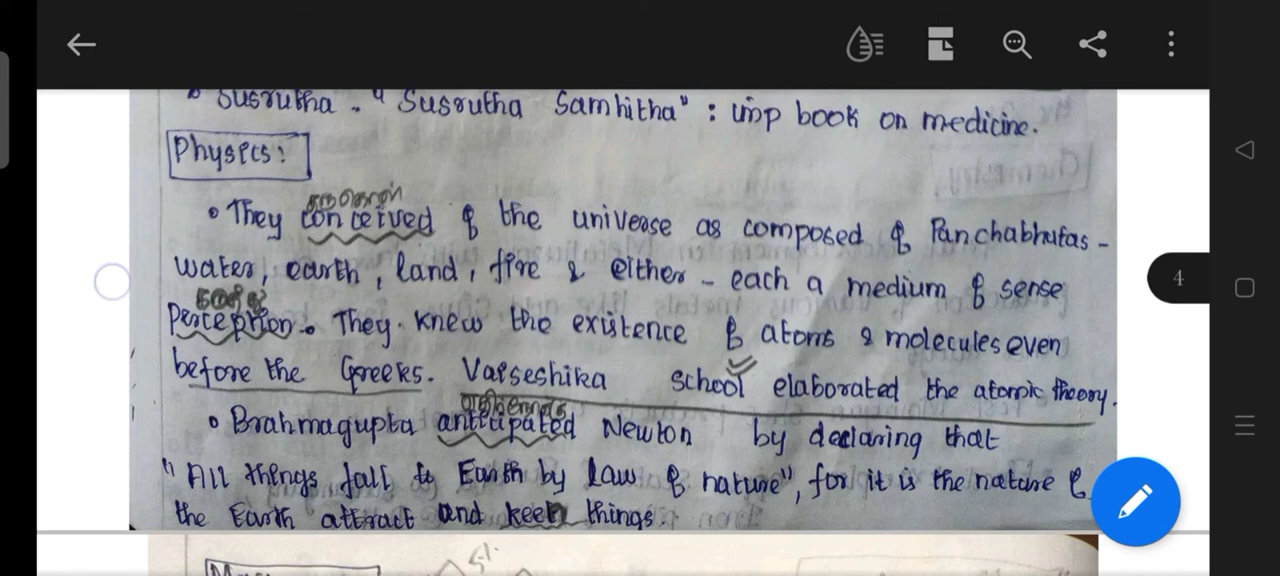 Susrutha - "Susrutha Samhitha" : imp book on medicine.
Physics:
• They conceived of the universe as composed of Panchabhutas -
water, earth, land, fire & either - each a medium of sense
perception. They knew the existence of atoms & molecules even
before the Greeks. Vaiseshika school elaborated the atomic theory.
• Brahmagupta anticipated Newton by declaring that
"All things fall to Earth by law of nature", for it is the nature of
the Earth attract and keep things.
4